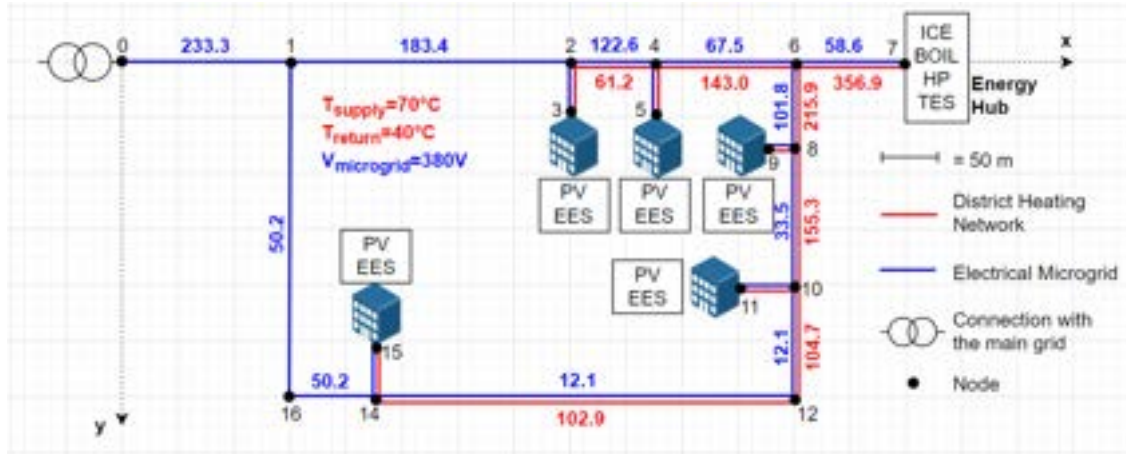 0
233.3
1
183.4
2
122.6
4
67.5
6
58.6
7
ICE
BOIL
HP
TES
Energy
Hub
x
61.2
143.0
356.9
Tsupply=70°C
Treturn=40°C
Vmicrogrid=380V
3
5
101.8
215.9
9
8
= 50 m
PV
EES
PV
EES
PV
EES
District Heating
Network
50.2
33.5
155.3
PV
EES
PV
EES
11
10
Electrical Microgrid
15
12.1
104.7
Connection with
the main grid
50.2
12.1
Node
16
14
102.9
12
y